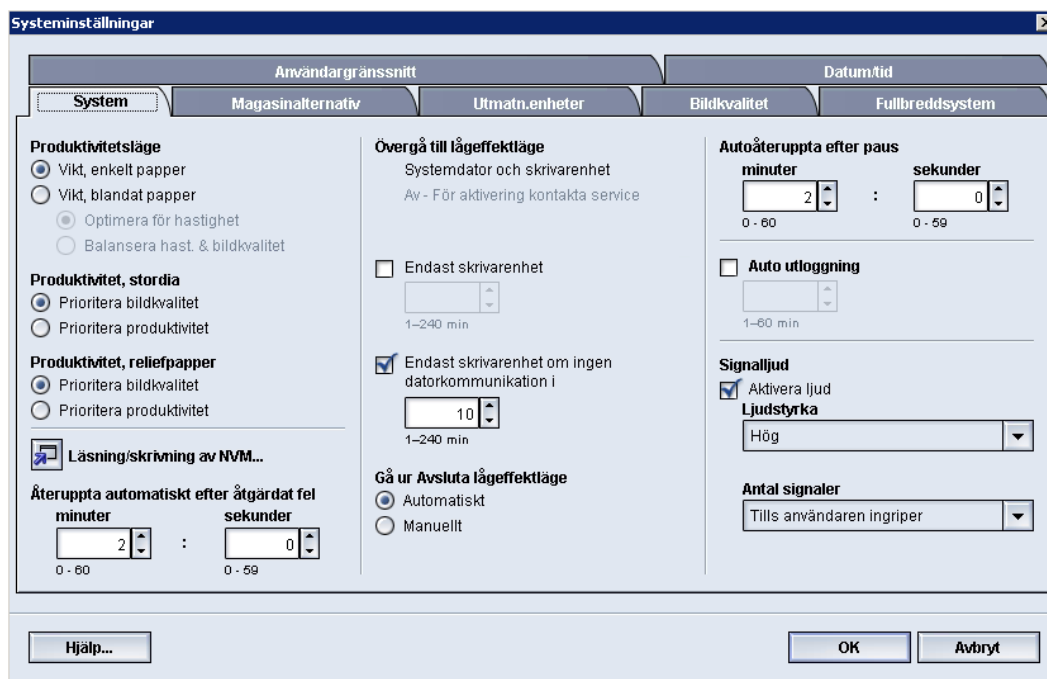 Systeminställningar
Användargränssnitt
Datum/tid
System
Magasinalternativ
Utmatn.enheter
Bildkvalitet
Fullbreddsystem
Produktivitetsläge
Vikt, enkelt papper
Vikt, blandat papper
Optimera för hastighet
Balansera hast. & bildkvalitet
Produktivitet, stordia
Prioritera bildkvalitet
Prioritera produktivitet
Produktivitet, reliefpapper
Prioritera bildkvalitet
Prioritera produktivitet
Läsning/skrivning av NVM...
Återuppta automatiskt efter åtgärdat fel
minuter sekunder
2 : 0
0 - 60 0 - 59
Övergå till lågeffektläge
Systemdator och skrivarenhet
Av - För aktivering kontakta service
Endast skrivarenhet
1–240 min
Endast skrivarenhet om ingen
datorkommunikation i
10
1–240 min
Gå ur Avsluta lågeffektläge
Automatiskt
Manuellt
Autoåteruppta efter paus
minuter sekunder
2 : 0
0 - 60 0 - 59
Auto utloggning
1–60 min
Signalljud
Aktivera ljud
Ljudstyrka
Hög
Antal signaler
Tills användaren ingriper
Hjälp...
OK
Avbryt